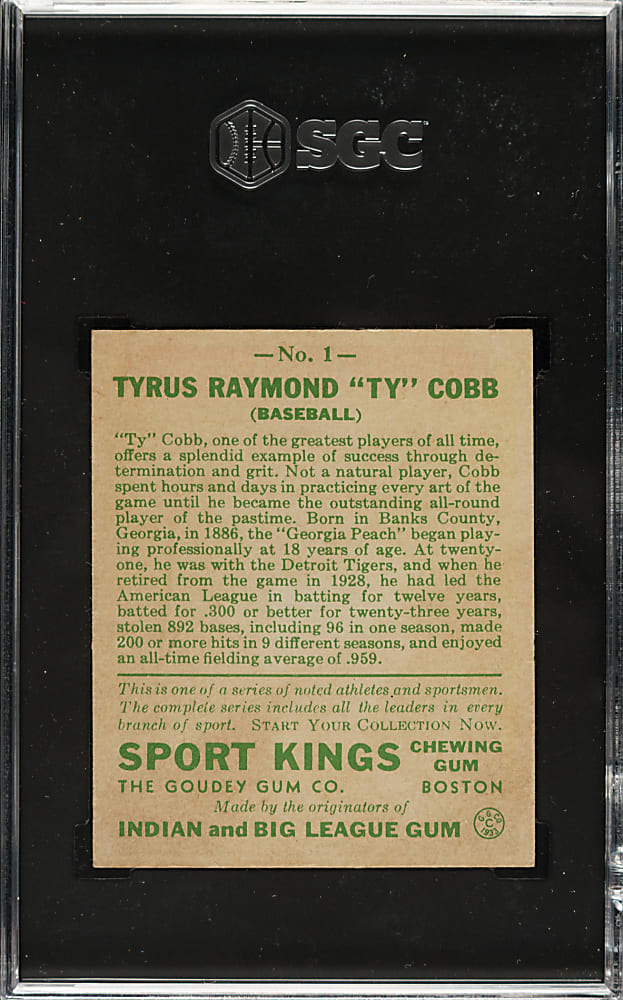 SGC
—No. 1—
TYRUS RAYMOND "TY" COBB
(BASEBALL)
"Ty" Cobb, one of the greatest players of all time,
offers a splendid example of success through de-
termination and grit. Not a natural player, Cobb
spent hours and days in practicing every art of the
game until he became the outstanding all-round
player of the pastime. Born in Banks County,
Georgia, in 1886, the "Georgia Peach" began play-
ing professionally at 18 years of age. At twenty-
one, he was with the Detroit Tigers, and when he
retired from the game in 1928, he had led the
American League in batting for twelve years,
batted for .300 or better for twenty-three years,
stolen 892 bases, including 96 in one season, made
200 or more hits in 9 different seasons, and enjoyed
an all-time fielding average of .959.
This is one of a series of noted athletes and sportsmen.
The complete series includes all the leaders in every
branch of sport. START YOUR COLLECTION NOW.
SPORT KINGS CHEWING GUM
THE GOUDEY GUM CO. BOSTON
Made by the originators of
INDIAN and BIG LEAGUE GUM
G. G. Co. C 1933